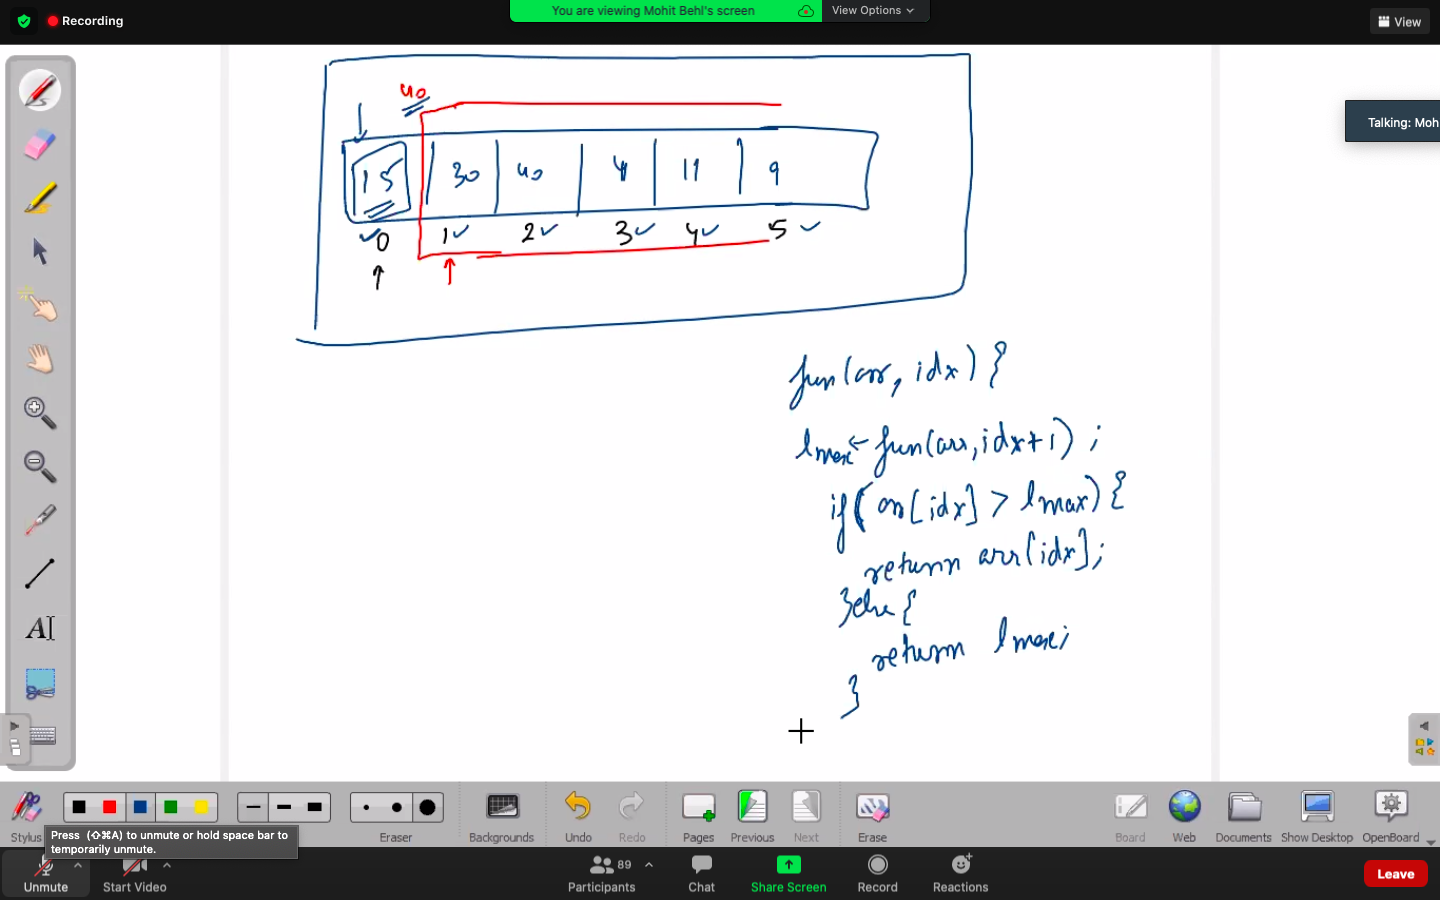 Recording
You are viewing Mohit Behl's screen
View Options
View
Talking: Moh
40
15 30 40 4 11 9
0 1 2 3 4 5
fun(arr, idx) {
lmax ← fun(arr, idx+1) ;
if( arr[idx] > lmax) {
return arr[idx];
}else {
return lmax;
}
AI
Stylus
Eraser
Backgrounds
Undo
Redo
Pages
Previous
Next
Erase
Board
Web
Documents
Show Desktop
OpenBoard
Press (⇧⌘A) to unmute or hold space bar to
temporarily unmute.
89
Unmute
Start Video
Participants
Chat
Share Screen
Record
Reactions
Leave